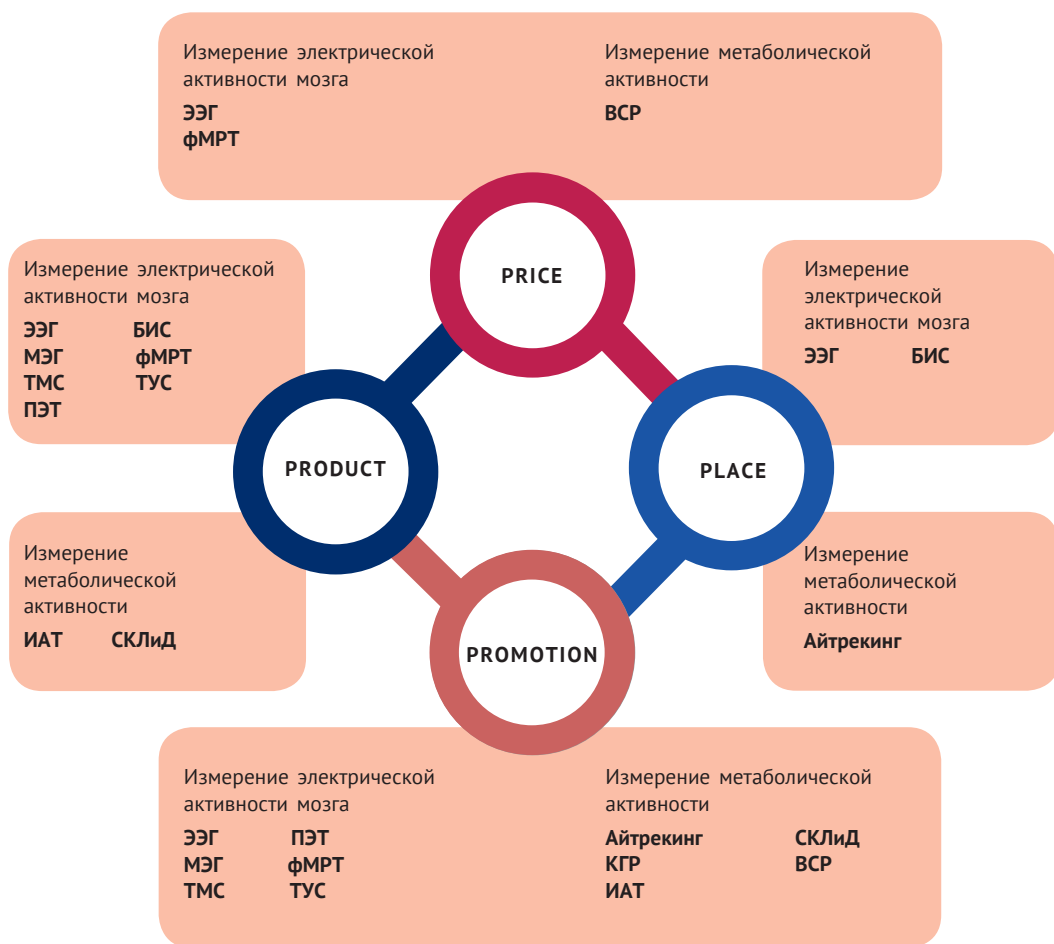 Измерение электрической
активности мозга
ЭЭГ
фМРТ
Измерение метаболической
активности
ВСР
PRICE
Измерение электрической
активности мозга
ЭЭГ БИС
МЭГ фМРТ
ТМС ТУС
ПЭТ
Измерение
электрической
активности мозга
ЭЭГ БИС
PRODUCT
PLACE
Измерение
метаболической
активности
ИАТ СКЛиД
Измерение
метаболической
активности
Айтрекинг
PROMOTION
Измерение электрической
активности мозга
ЭЭГ ПЭТ
МЭГ фМРТ
ТМС ТУС
Измерение метаболической
активности
Айтрекинг СКЛиД
КГР ВСР
ИАТ